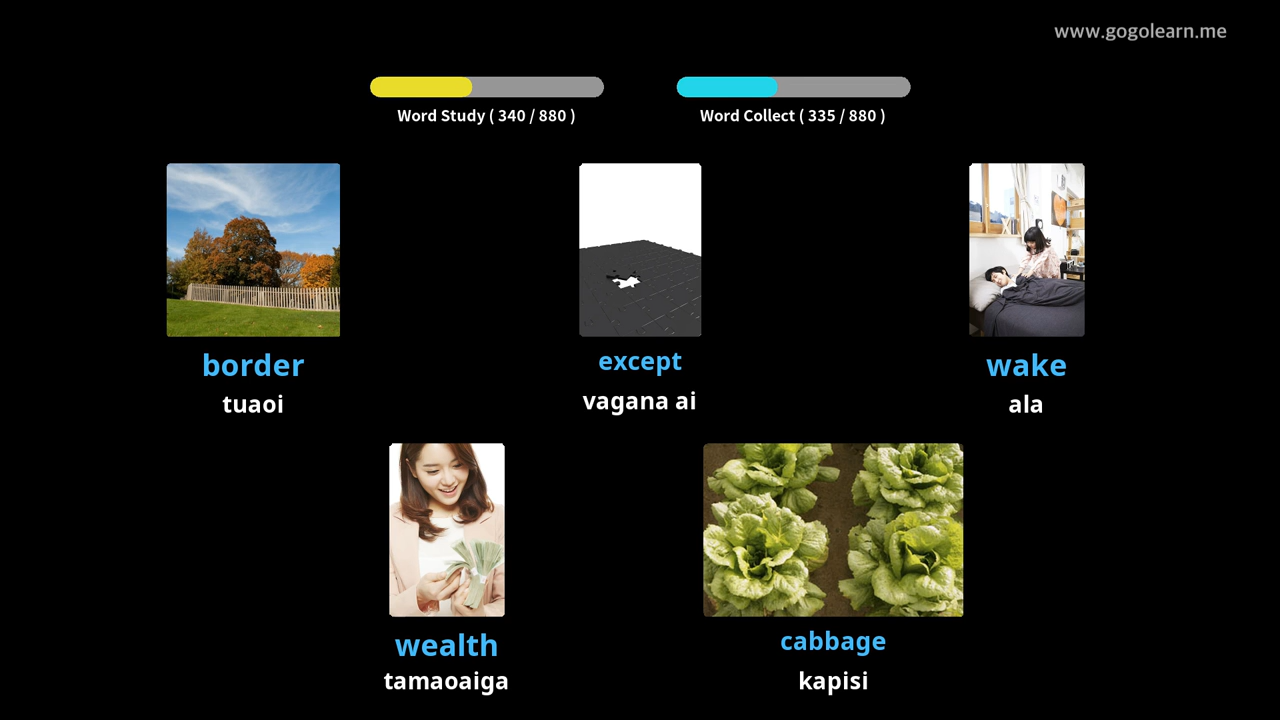 www.gogolearn.me
Word Study ( 340 / 880 )
Word Collect ( 335 / 880 )
border
tuaoi
except
vagana ai
wake
ala
wealth
tamaoaiga
cabbage
kapisi